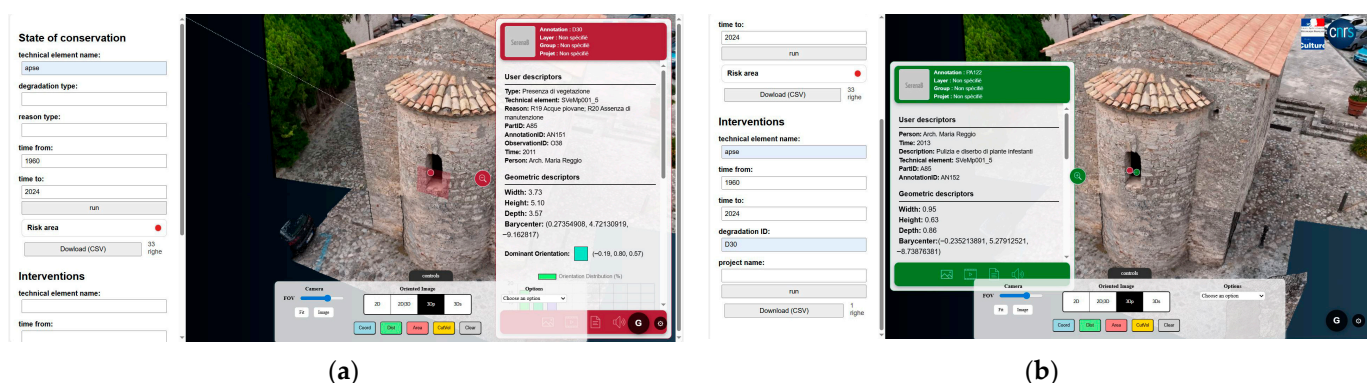 State of conservation
technical element name:
apse
degradation type:
reason type:
time from:
1960
time to:
2024
run
Risk area
Dowload (CSV)
33
righe
Interventions
technical element name:
time from:
Annotation : D30
Layer : Non spécifié
Group : Non spécifié
Projet : Non spécifié
User descriptors
Type: Presenza di vegetazione
Technical element: SVeMp001_5
Reason: R19 Acque piovane; R20 Assenza di
manutenzione
PartID: A85
AnnotationID: AN151
ObservationID: O38
Time: 2011
Person: Arch. Maria Reggio
Geometric descriptors
Width: 3.73
Height: 5.10
Depth: 3.57
Barycenter: (0.27354908, 4.72130919,
−9.162817)
Dominant Orientation: (−0.19, 0.80, 0.57)
Orientation Distribution (%)
controls
Camera
FOV
Fit
Image
Oriented Image
2D
2D|3D
3Dp
3Ds
Options
Choose an option
Coord
Dist
Area
CutVol
Clear
G
(a)
time to:
2024
run
Risk area
Dowload (CSV)
33
righe
Interventions
technical element name:
apse
time from:
1960
time to:
2024
degradation ID:
D30
project name:
run
Download (CSV)
1
righe
Annotation : PA122
Layer : Non spécifié
Group : Non spécifié
Projet : Non spécifié
User descriptors
Person: Arch. Maria Reggio
Time: 2013
Description: Pulizia e diserbo di piante infestanti
Technical element: SVeMp001_5
PartID: A85
AnnotationID: AN152
Geometric descriptors
Width: 0.95
Height: 0.63
Depth: 0.86
Barycenter:(−0.235213891, 5.27912521,
−8.73876381)
controls
Camera
FOV
Fit
Image
Oriented Image
2D
2D|3D
3Dp
3Ds
Options
Choose an option
Coord
Dist
Area
CutVol
Clear
Culture
cnrs
G
(b)